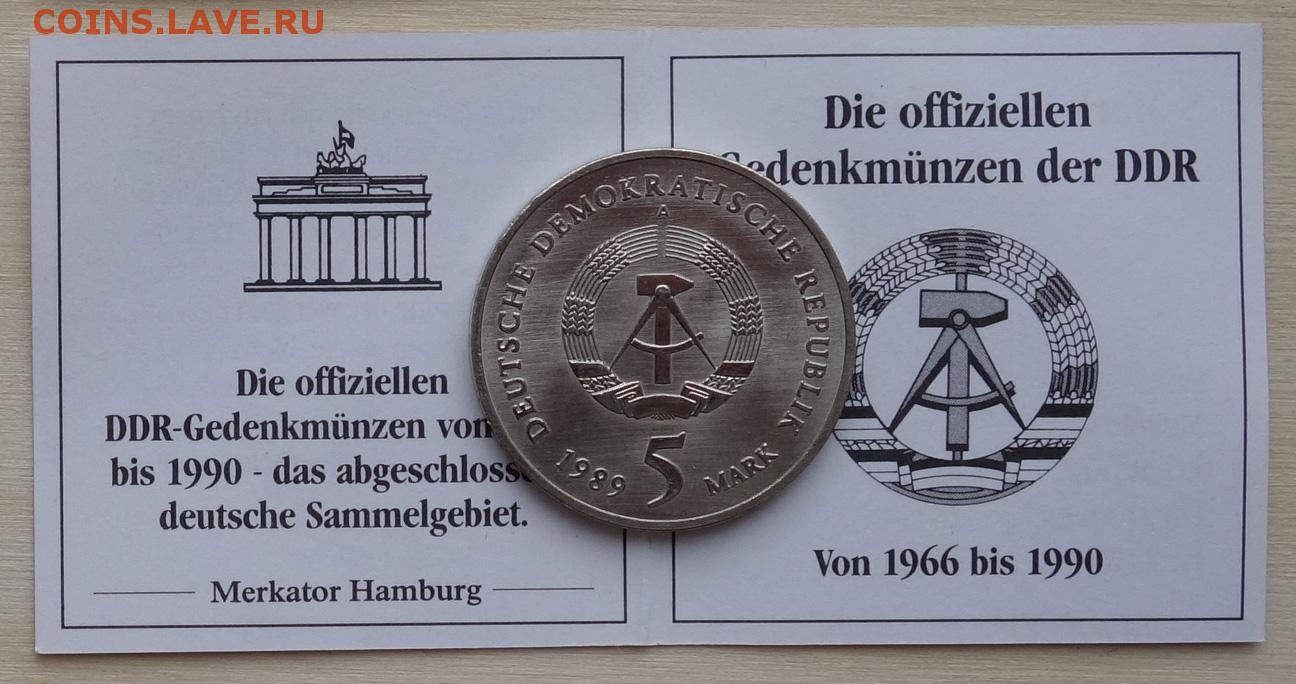 COINS.LAVE.RU
Die offiziellen
DDR-Gedenkmünzen von
bis 1990 - das abgeschlosse
deutsche Sammelgebiet.
Merkator Hamburg
DEUTSCHE DEMOKRATISCHE REPUBLIK
A
1989 5 MARK
Die offiziellen
Gedenkmünzen der DDR
Von 1966 bis 1990